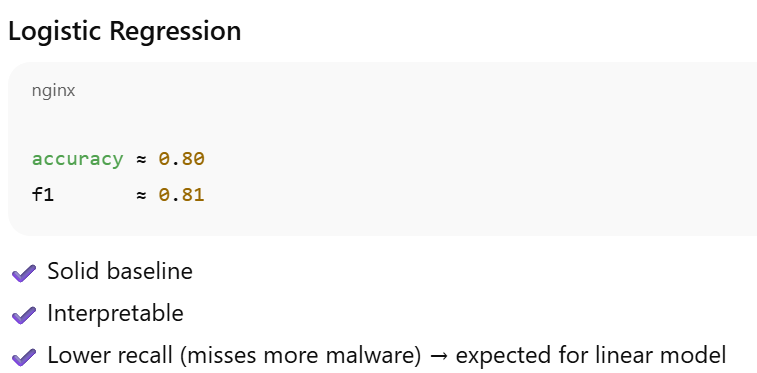 Logistic Regression
nginx
accuracy ≈ 0.80
f1 ≈ 0.81
✔ Solid baseline
✔ Interpretable
✔ Lower recall (misses more malware) → expected for linear model